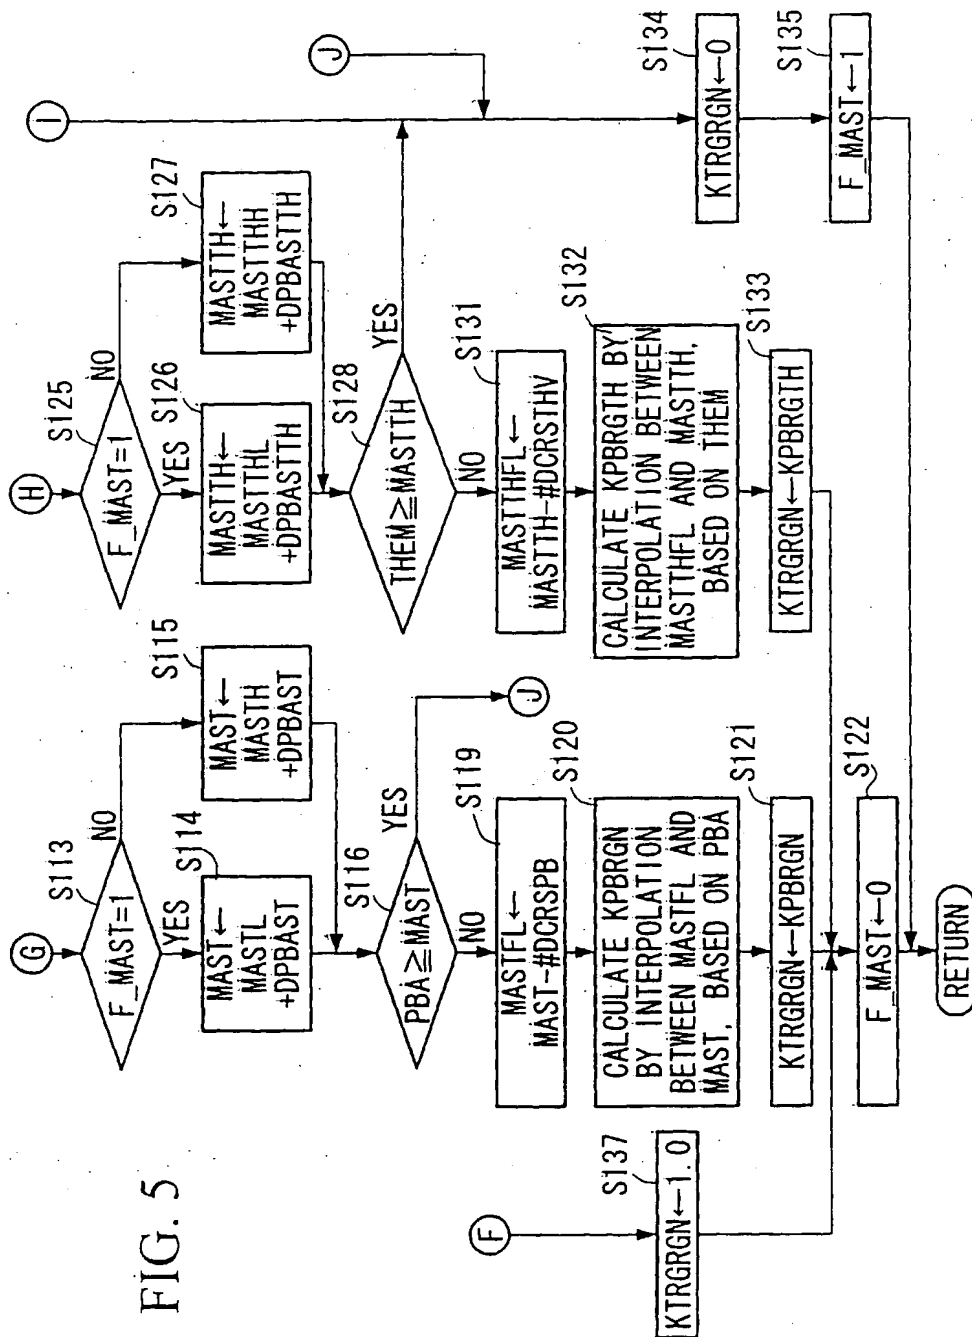 FIG. 5
F
S137
KTRGRGN←1.0
G
S113
F_MAST=1
NO
YES
S114
MAST←
MASTL
+DPBAST
S115
MAST←
MASTH
+DPBAST
S116
PBA≧MAST
YES
J
NO
S119
MASTFL←
MAST-#DCRSPB
S120
CALCULATE KPBRGN
BY INTERPOLATION
BETWEEN MASTFL AND
MAST, BASED ON PBA
S121
KTRGRGN←KPBRGN
S122
F_MAST←0
RETURN
H
S125
F_MAST=1
NO
YES
S126
MASTTH←
MASTTHL
+DPBASTTH
S127
MASTTH←
MASTTHH
+DPBASTTH
S128
THEM≧MASTTH
YES
NO
S131
MASTTHFL←
MASTTH-#DCRSTHV
S132
CALCULATE KPBRGTH BY
INTERPOLATION BETWEEN
MASTTHFL AND MASTTH,
BASED ON THEM
S133
KTRGRGN←KPBRGTH
I
J
S134
KTRGRGN←0
S135
F_MAST←1